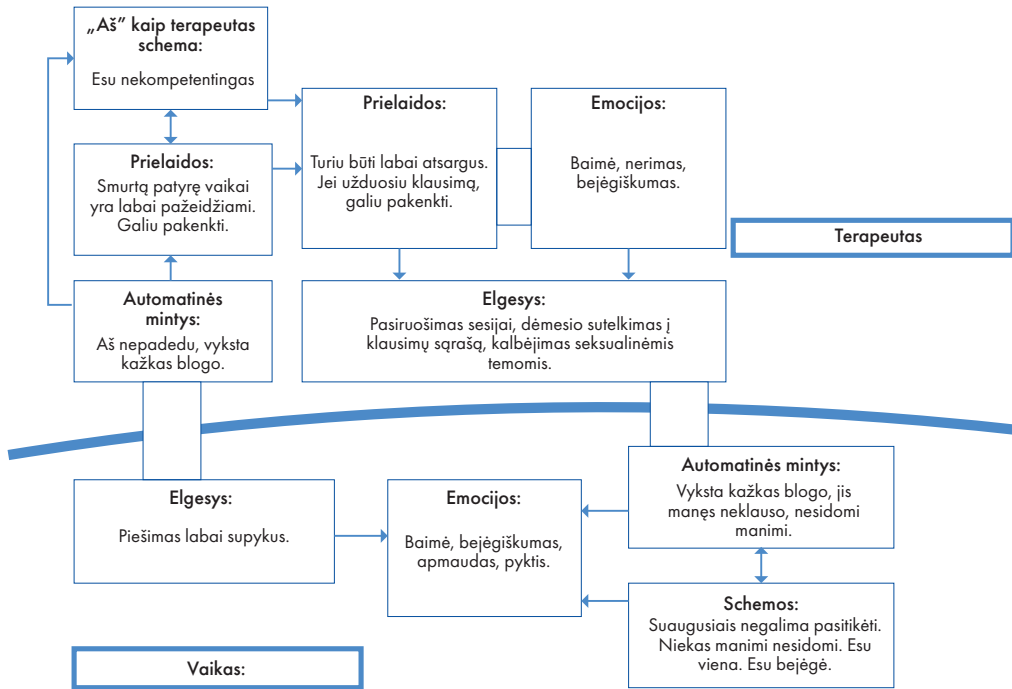 „Aš” kaip terapeutas
schema:
Esu nekompetentingas
Prielaidos:
Smurtą patyrę vaikai
yra labai pažeidžiami.
Galiu pakenkti.
Automatinės
mintys:
Aš nepadedu, vyksta
kažkas blogo.
Prielaidos:
Turiu būti labai atsargus.
Jei užduosiu klausimą,
galiu pakenkti.
Emocijos:
Baimė, nerimas,
bejėgiškumas.
Terapeutas
Elgesys:
Pasiruošimas sesijai, dėmesio sutelkimas į
klausimų sąrašą, kalbėjimas seksualinėmis
temomis.
Elgesys:
Piešimas labai supykus.
Emocijos:
Baimė, bejėgiškumas,
apmaudas, pyktis.
Automatinės mintys:
Vyksta kažkas blogo, jis
manęs neklauso, nesidomi
manimi.
Schemos:
Suaugusiais negalima pasitikėti.
Niekas manimi nesidomi. Esu
viena. Esu bejėgė.
Vaikas: